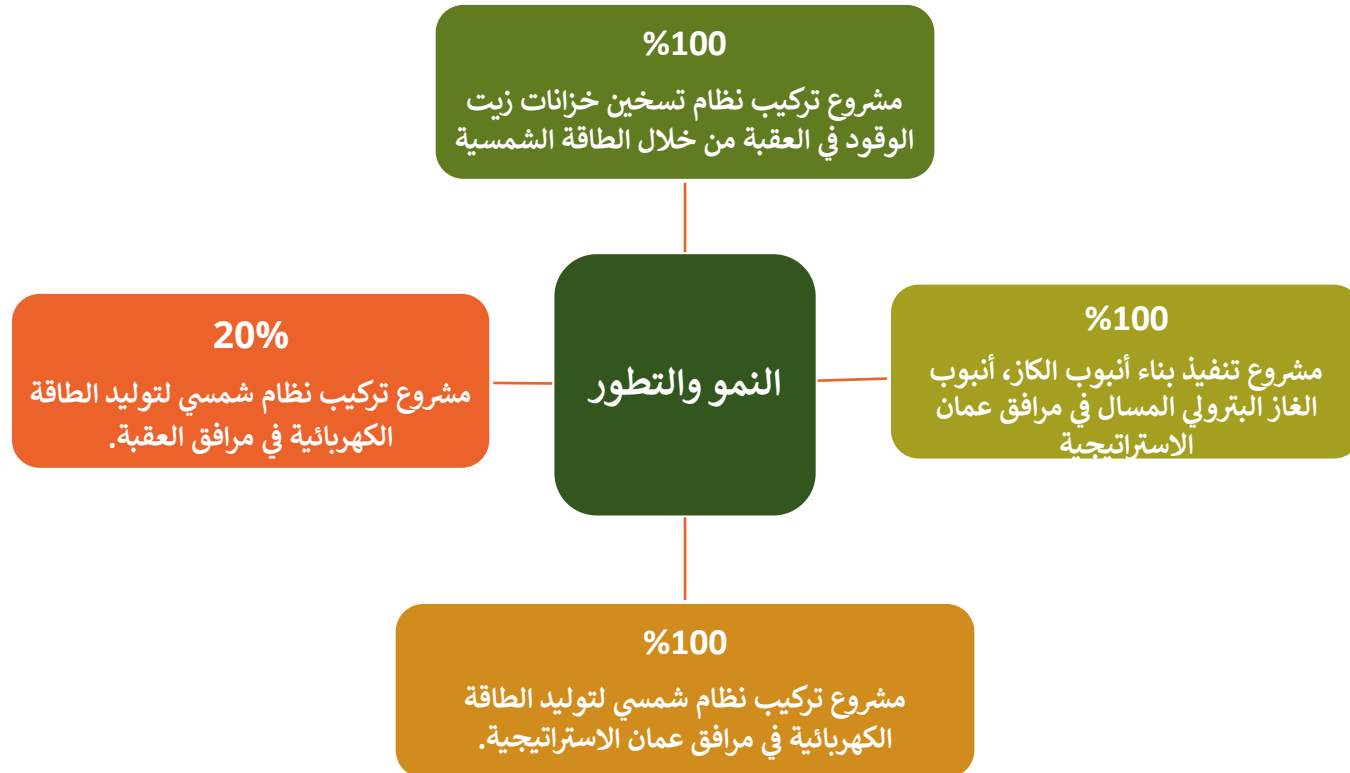 %100
مشروع تركيب نظام تسخين خزانات زيت
الوقود في العقبة من خلال الطاقة الشمسية
%100
مشروع تنفيذ بناء أنبوب الكاز، أنبوب
الغاز البترولي المسال في مرافق عمان
الاستراتيجية
النمو والتطور
20%
مشروع تركيب نظام شمسي لتوليد الطاقة
الكهربائية في مرافق العقبة.
%100
مشروع تركيب نظام شمسي لتوليد الطاقة
الكهربائية في مرافق عمان الاستراتيجية.